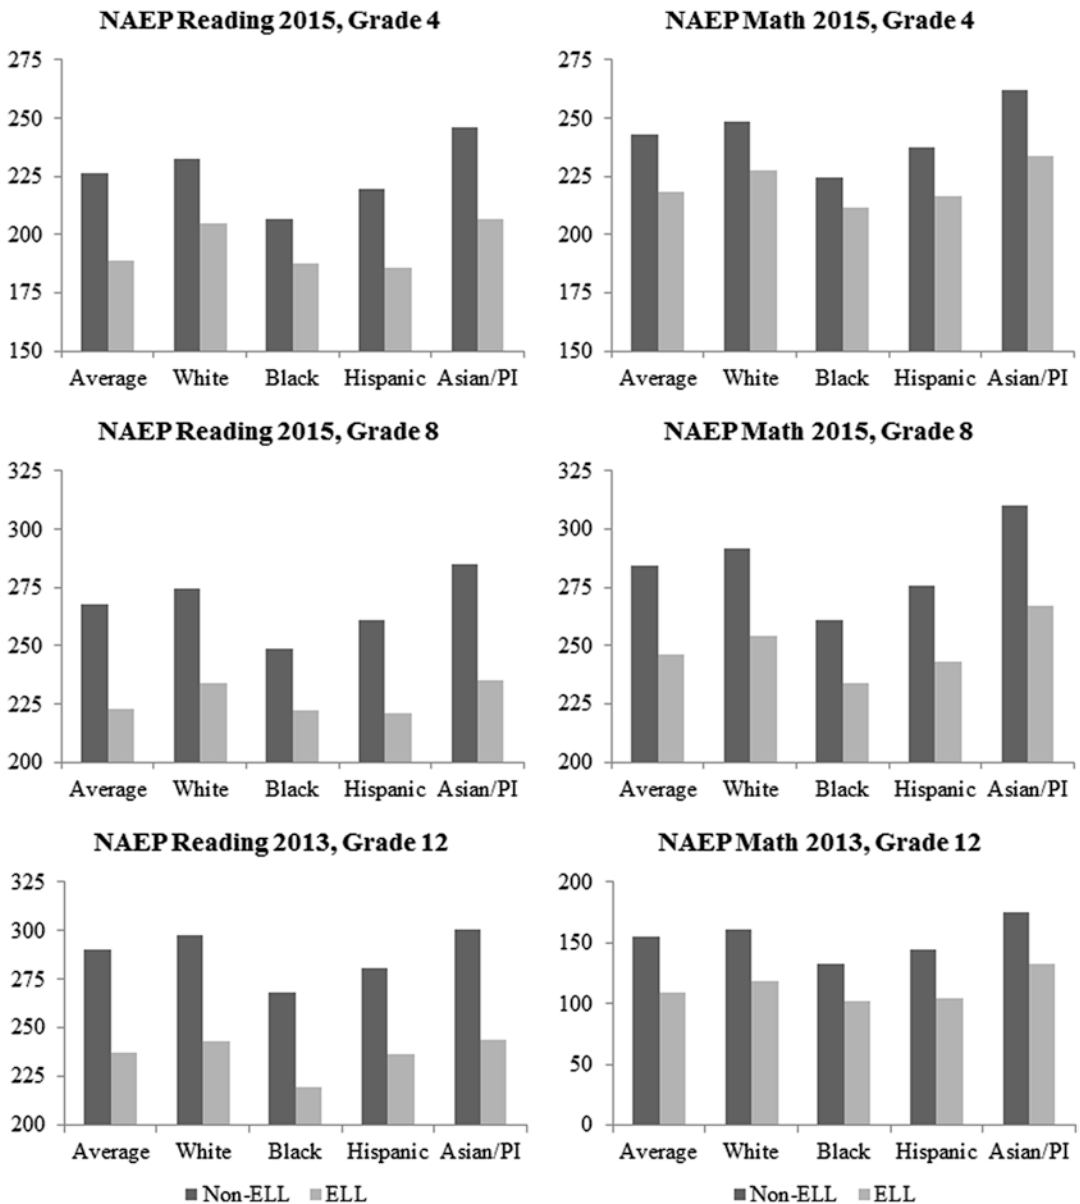 NAEP Reading 2015, Grade 4
275
250
225
200
175
150
Average White Black Hispanic Asian/PI
NAEP Math 2015, Grade 4
275
250
225
200
175
150
Average White Black Hispanic Asian/PI
NAEP Reading 2015, Grade 8
325
300
275
250
225
200
Average White Black Hispanic Asian/PI
NAEP Math 2015, Grade 8
325
300
275
250
225
200
Average White Black Hispanic Asian/PI
NAEP Reading 2013, Grade 12
325
300
275
250
225
200
Average White Black Hispanic Asian/PI
Non-ELL ELL
NAEP Math 2013, Grade 12
200
150
100
50
0
Average White Black Hispanic Asian/PI
Non-ELL ELL